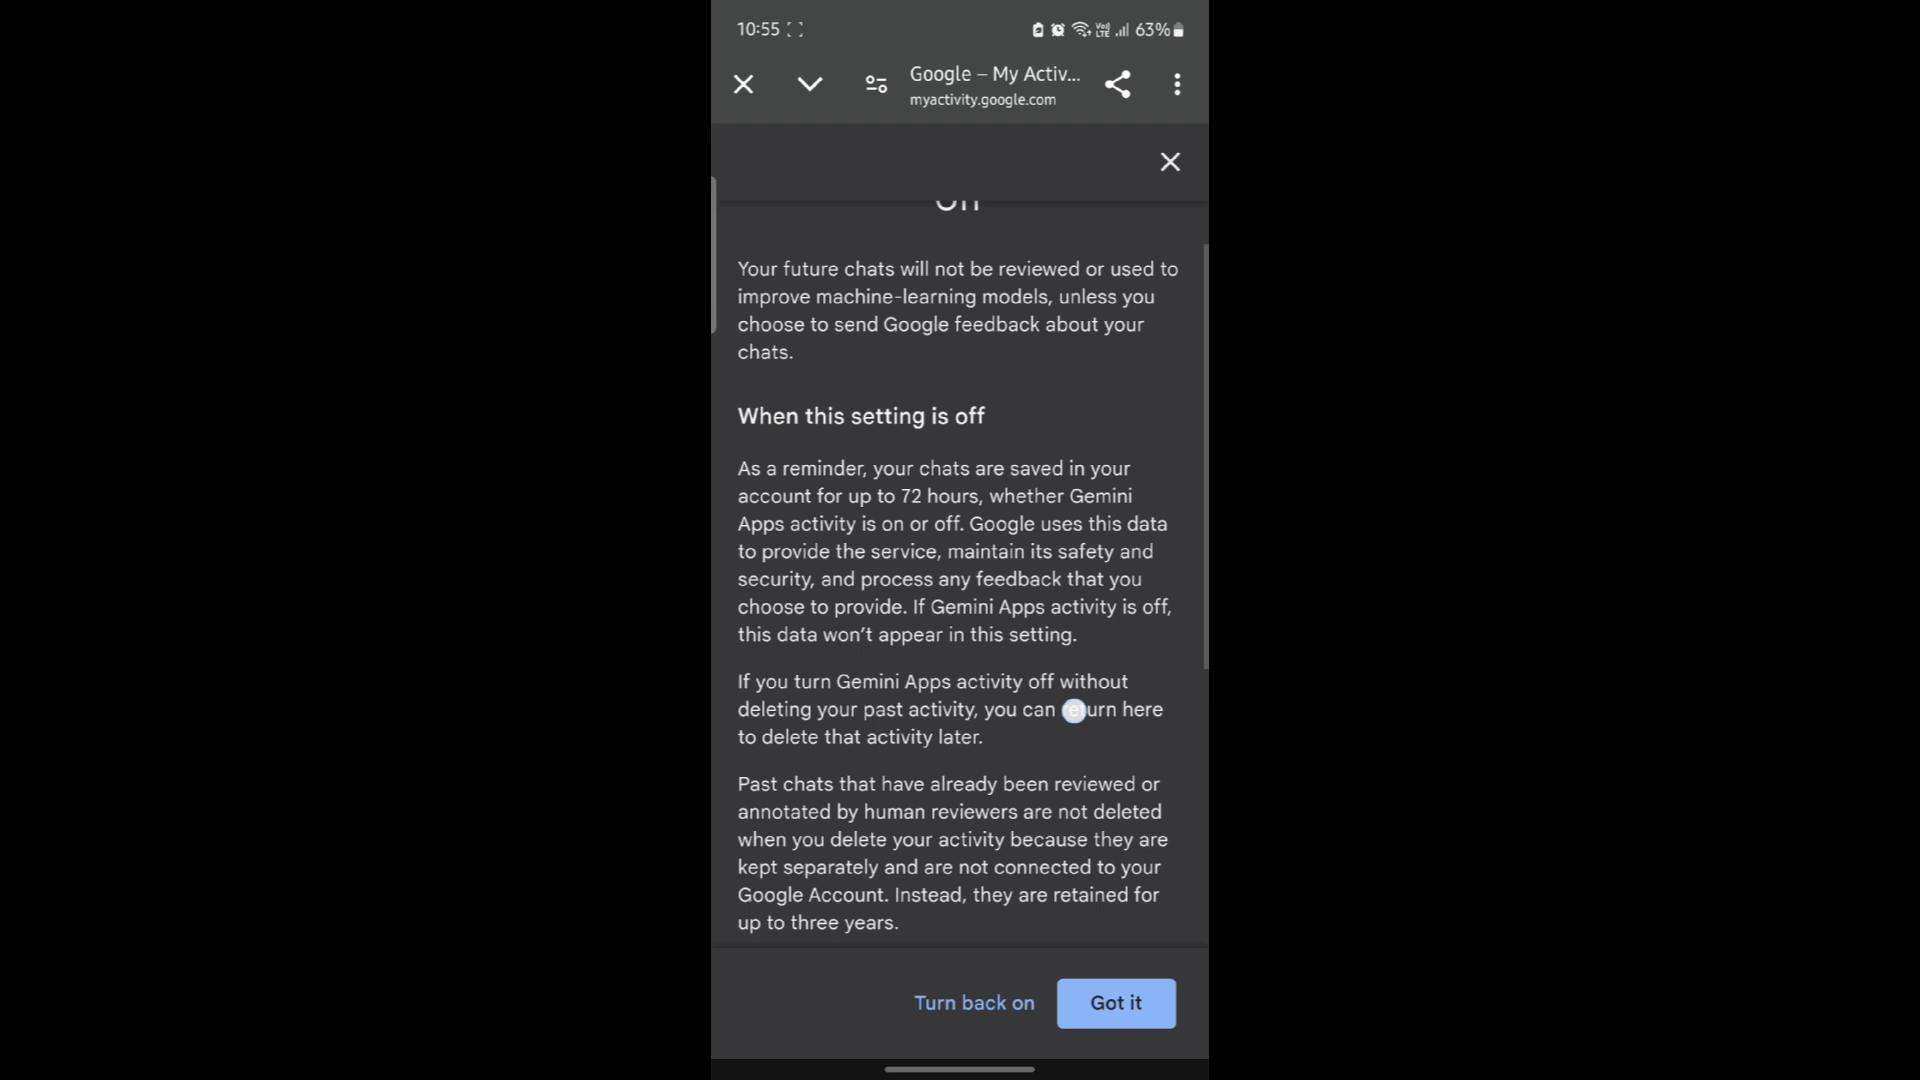 10:55
Vo)) LTE 63%
Google – My Activ...
myactivity.google.com
Your future chats will not be reviewed or used to
improve machine-learning models, unless you
choose to send Google feedback about your
chats.
When this setting is off
As a reminder, your chats are saved in your
account for up to 72 hours, whether Gemini
Apps activity is on or off. Google uses this data
to provide the service, maintain its safety and
security, and process any feedback that you
choose to provide. If Gemini Apps activity is off,
this data won’t appear in this setting.
If you turn Gemini Apps activity off without
deleting your past activity, you can return here
to delete that activity later.
Past chats that have already been reviewed or
annotated by human reviewers are not deleted
when you delete your activity because they are
kept separately and are not connected to your
Google Account. Instead, they are retained for
up to three years.
Turn back on
Got it